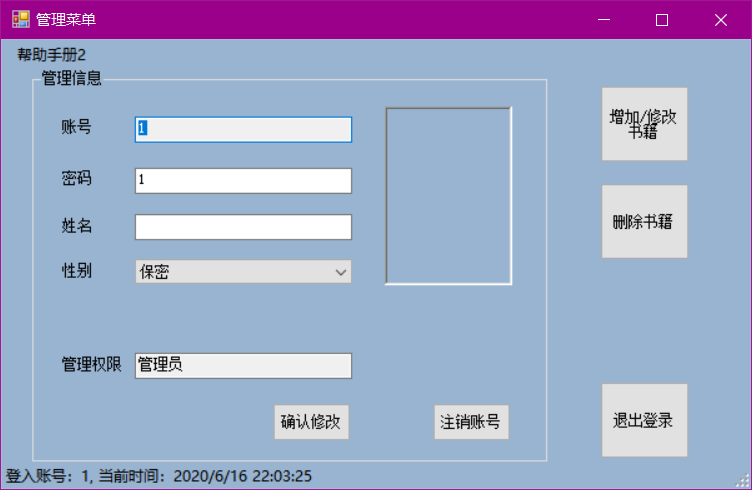 管理菜单
帮助手册2
管理信息
账号
1
密码
1
姓名
性别
保密
管理权限
管理员
确认修改
注销账号
增加/修改
书籍
删除书籍
退出登录
登入账号：1, 当前时间：2020/6/16 22:03:25